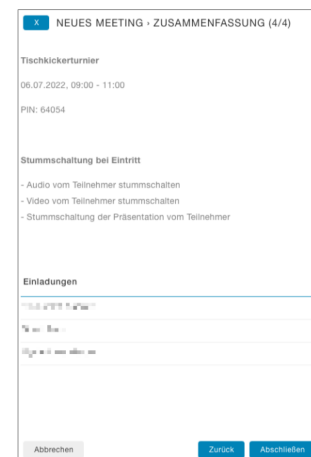 X NEUES MEETING › ZUSAMMENFASSUNG (4/4)
Tischkickerturnier
06.07.2022, 09:00 - 11:00
PIN: 64054
Stummschaltung bei Eintritt
- Audio vom Teilnehmer stummschalten
- Video vom Teilnehmer stummschalten
- Stummschaltung der Präsentation vom Teilnehmer
Einladungen
Abbrechen Zurück Abschließen